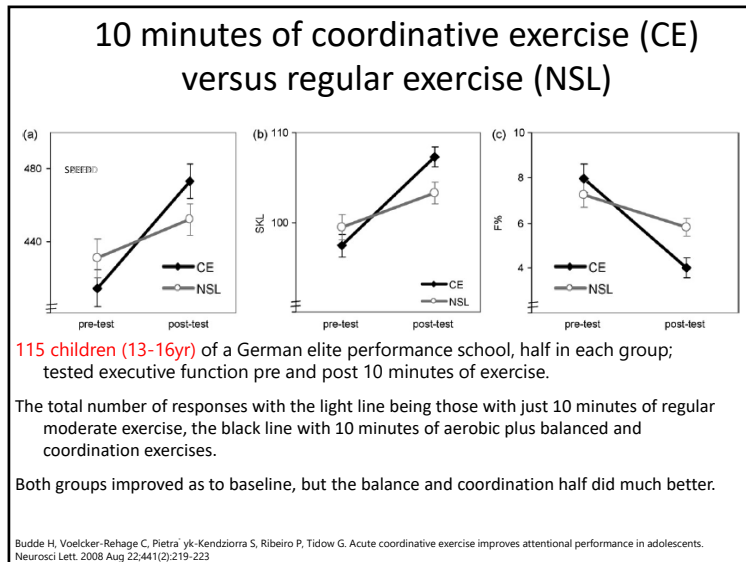 10 minutes of coordinative exercise (CE)
versus regular exercise (NSL)
(a)
480
440
CE
NSL
pre-test post-test
(b)
110
100
SKL
CE
NSL
pre-test post-test
(c)
10
8
6
4
F%
CE
NSL
pre-test post-test
115 children (13-16yr) of a German elite performance school, half in each group;
tested executive function pre and post 10 minutes of exercise.
The total number of responses with the light line being those with just 10 minutes of regular
moderate exercise, the black line with 10 minutes of aerobic plus balanced and
coordination exercises.
Both groups improved as to baseline, but the balance and coordination half did much better.
Budde H, Voelcker-Rehage C, Pietra´ yk-Kendziorra S, Ribeiro P, Tidow G. Acute coordinative exercise improves attentional performance in adolescents.
Neurosci Lett. 2008 Aug 22;441(2):219-223